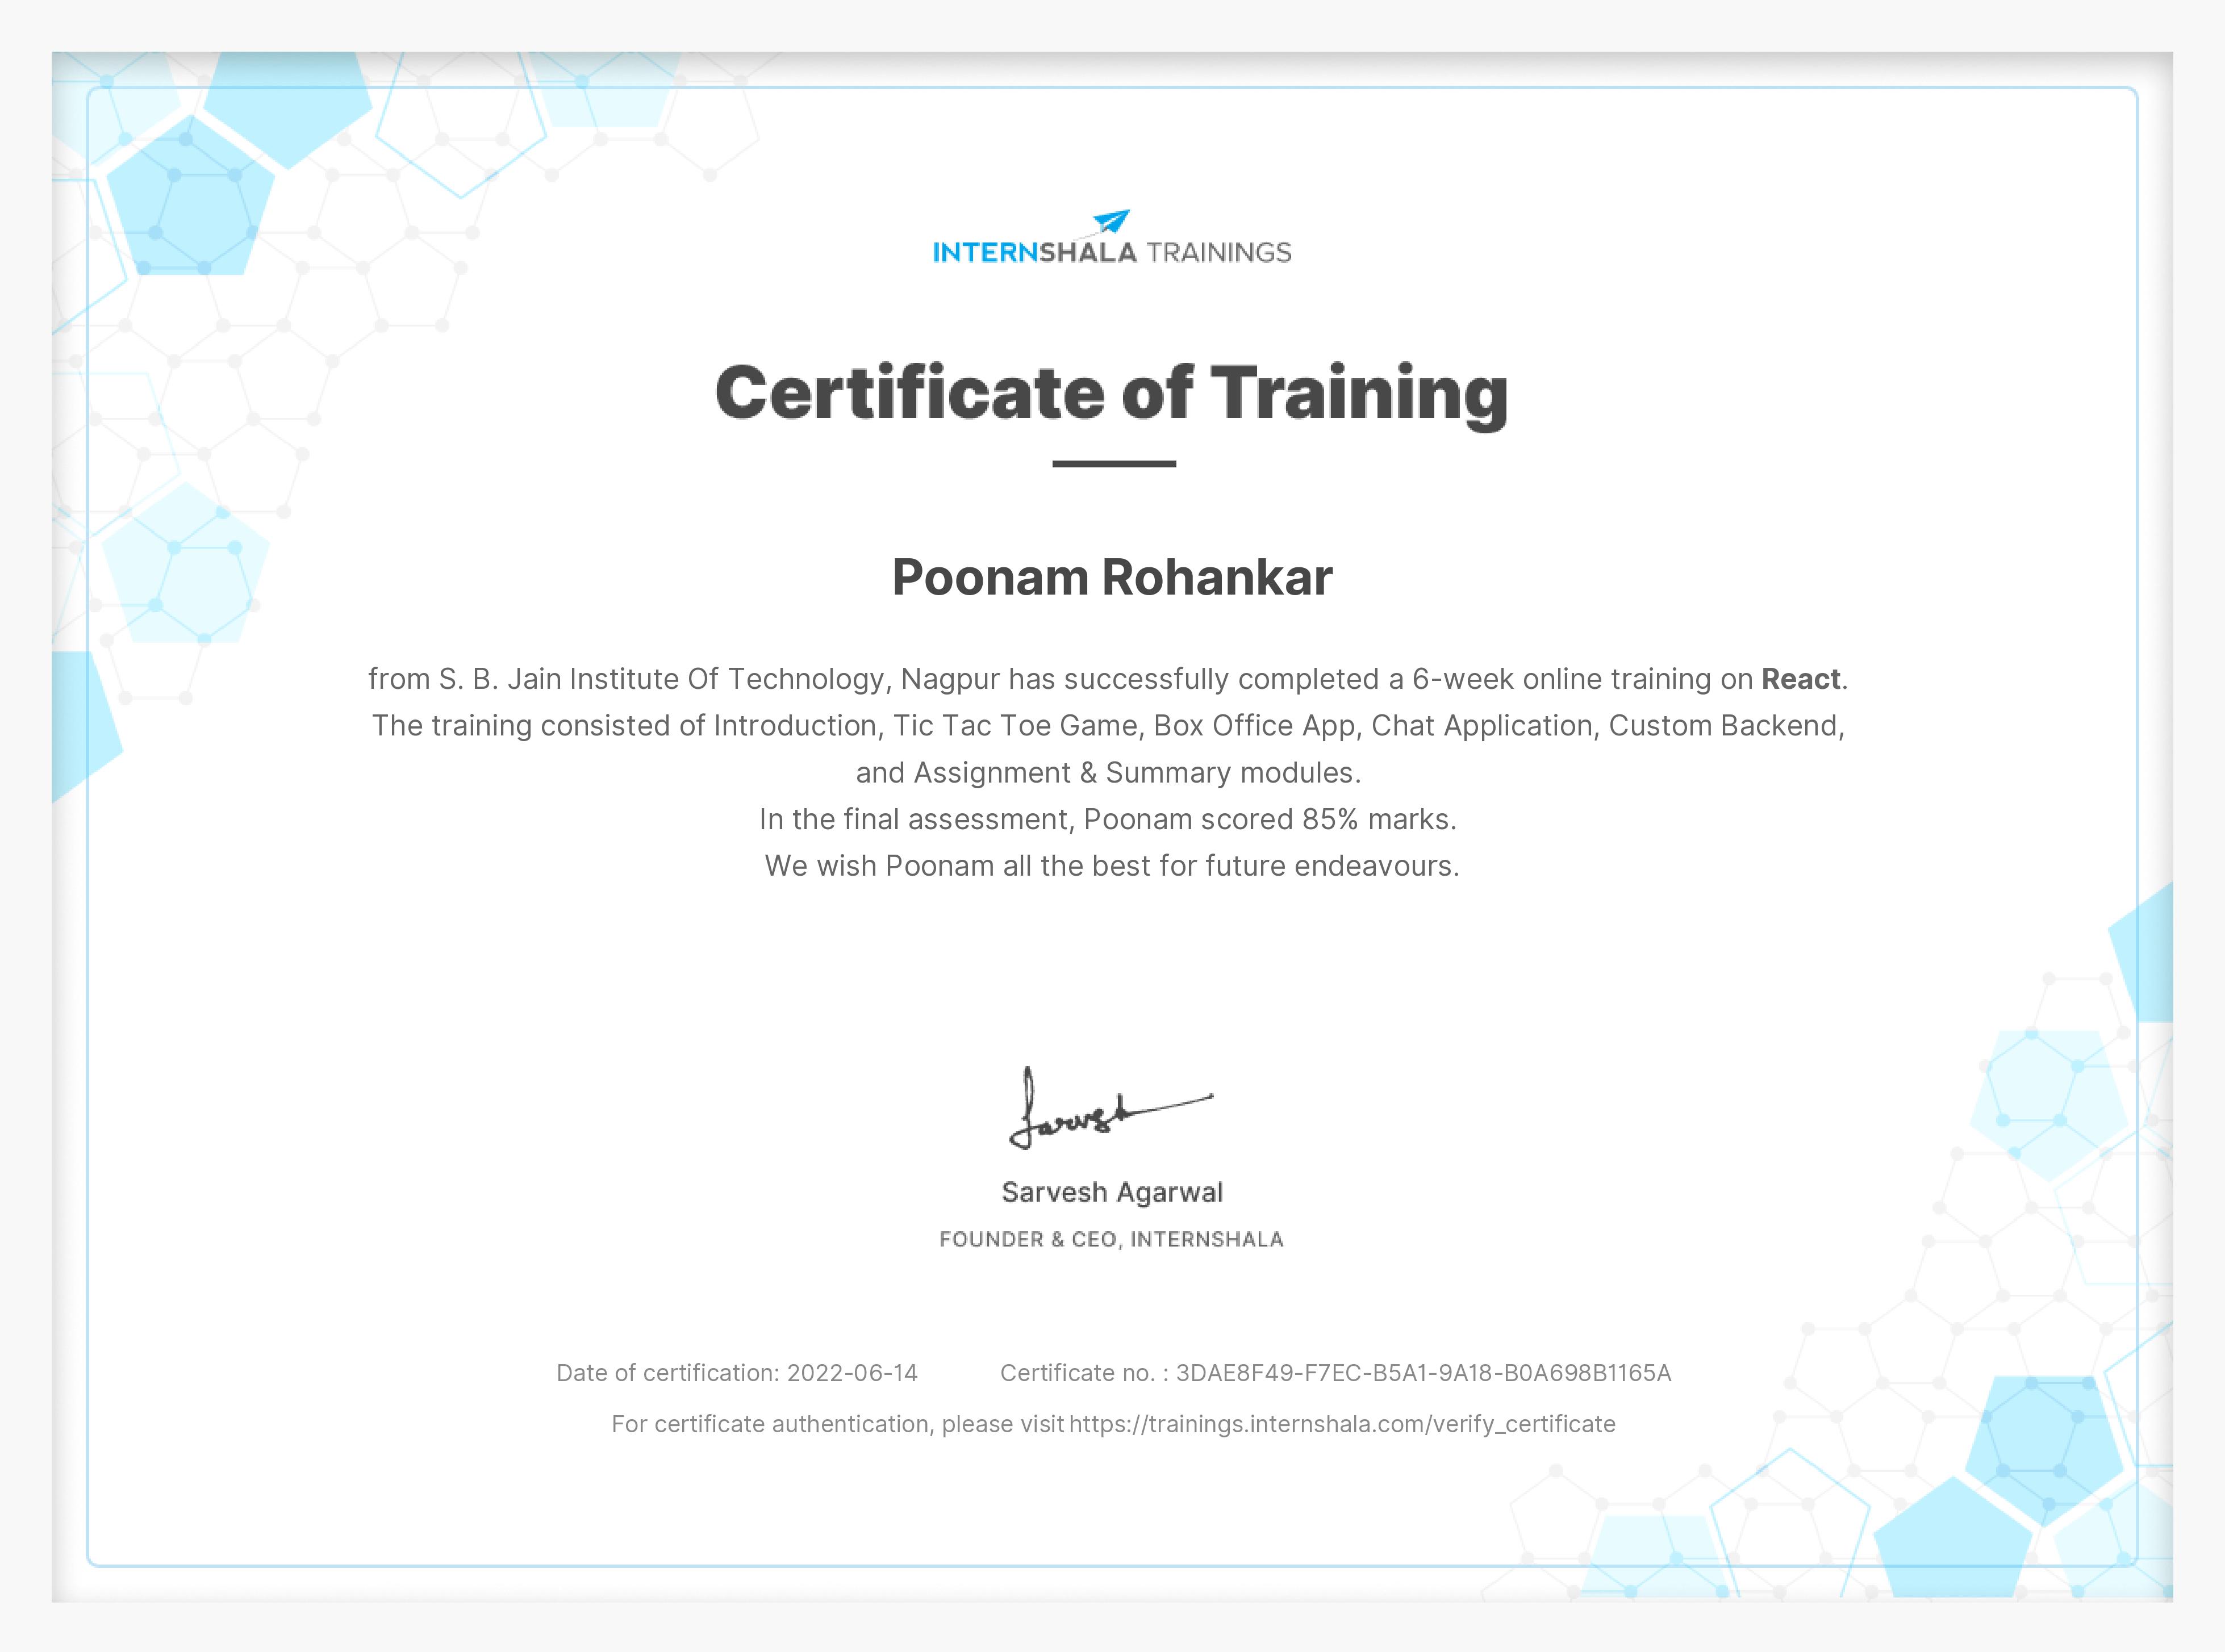 INTERNSHALA TRAININGS
Certificate of Training
Poonam Rohankar
from S. B. Jain Institute Of Technology, Nagpur has successfully completed a 6-week online training on React.
The training consisted of Introduction, Tic Tac Toe Game, Box Office App, Chat Application, Custom Backend,
and Assignment & Summary modules.
In the final assessment, Poonam scored 85% marks.
We wish Poonam all the best for future endeavours.
Sarvesh
Sarvesh Agarwal
FOUNDER & CEO, INTERNSHALA
Date of certification: 2022-06-14 Certificate no. : 3DAE8F49-F7EC-B5A1-9A18-B0A698B1165A
For certificate authentication, please visit https://trainings.internshala.com/verify_certificate